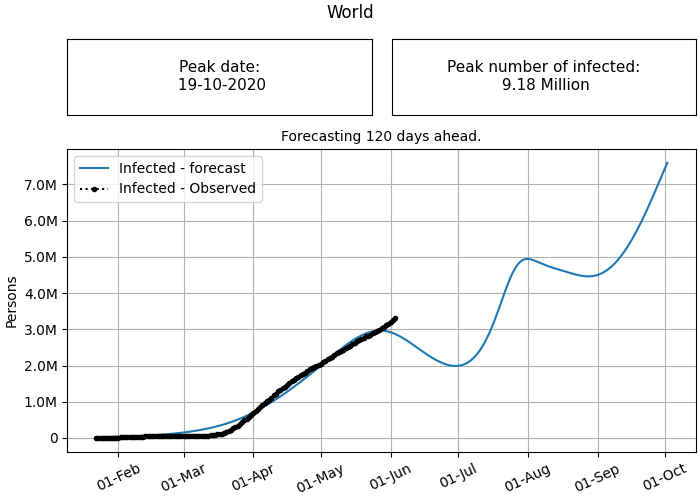 World
Peak date:
19-10-2020
Peak number of infected:
9.18 Million
Forecasting 120 days ahead.
Infected - forecast
Infected - Observed
Persons
7.0M
6.0M
5.0M
4.0M
3.0M
2.0M
1.0M
0
01-Feb
01-Mar
01-Apr
01-May
01-Jun
01-Jul
01-Aug
01-Sep
01-Oct